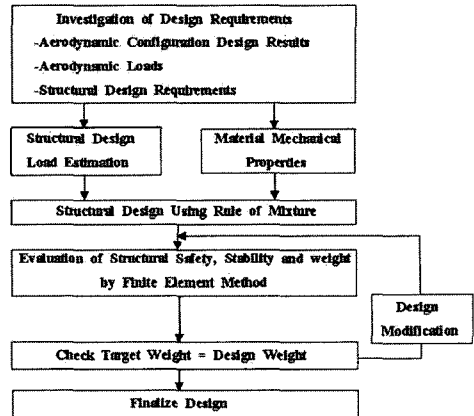 Investigation of Design Requirements
-Aerodynamic Configuration Design Results
-Aerodynamic Loads
-Structural Design Requirements
Structural Design
Load Estimation
Material Mechanical
Properties
Structural Design Using Rule of Mixture
Evaluation of Structural Safety, Stability and weight
by Finite Element Method
Design
Modification
Check Target Weight = Design Weight
Finalize Design